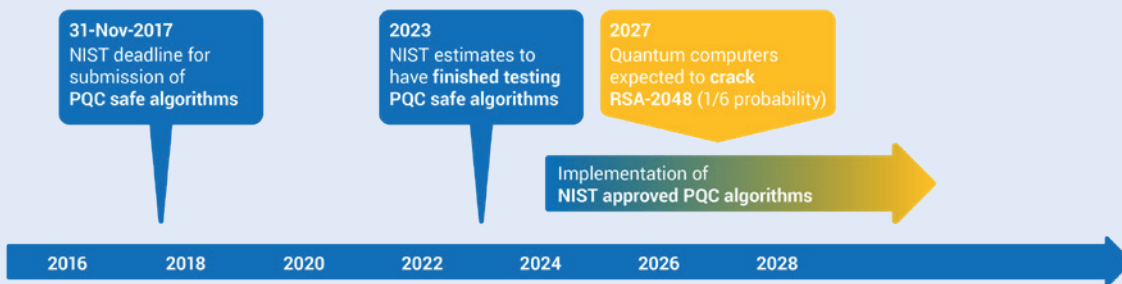 31-Nov-2017
NIST deadline for
submission of
PQC safe algorithms
2023
NIST estimates to
have finished testing
PQC safe algorithms
2027
Quantum computers
expected to crack
RSA-2048 (1/6 probability)
Implementation of
NIST approved PQC algorithms
2016 2018 2020 2022 2024 2026 2028